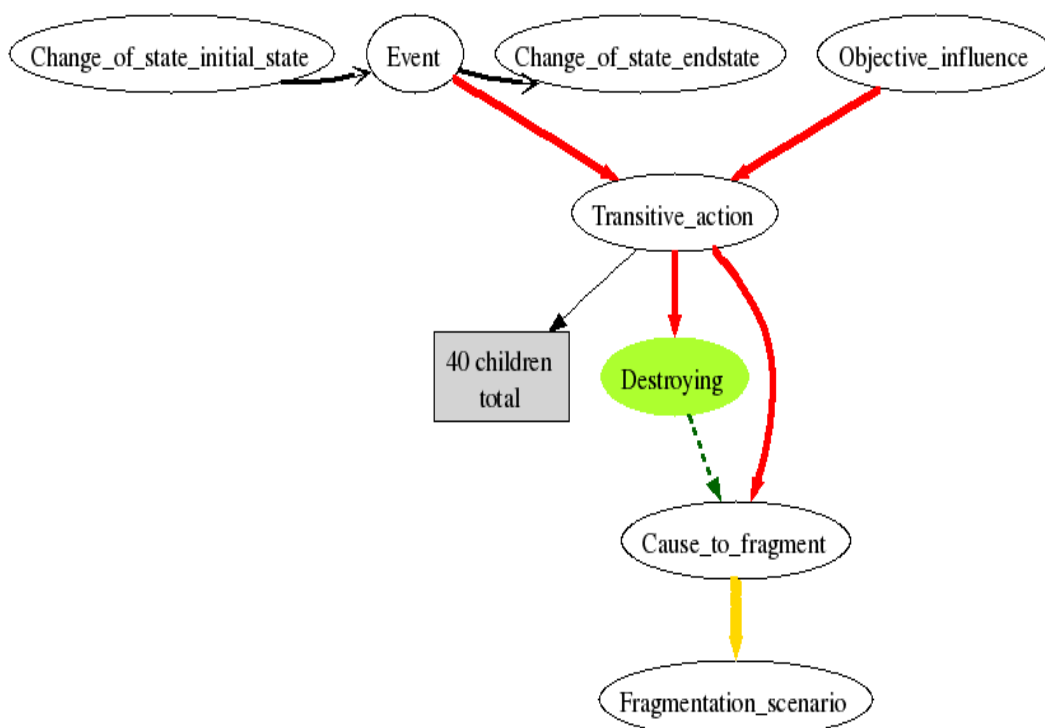 Change_of_state_initial_state
Event
Change_of_state_endstate
Objective_influence
Transitive_action
40 children
total
Destroying
Cause_to_fragment
Fragmentation_scenario